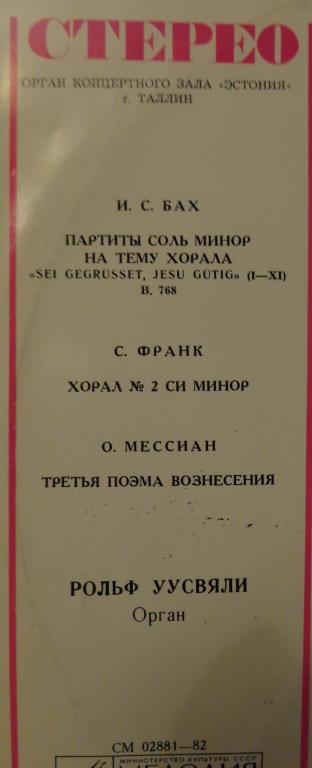 СТЕРЕО
ОРГАН КОНЦЕРТНОГО ЗАЛА «ЭСТОНИЯ»
г. ТАЛЛИН
И. С. БАХ
ПАРТИТЫ СОЛЬ МИНОР
НА ТЕМУ ХОРАЛА
«SEI GEGRÜSSET, JESU GÜTIG» (I—XI)
В. 768
С. ФРАНК
ХОРАЛ № 2 СИ МИНОР
О. МЕССИАН
ТРЕТЬЯ ПОЭМА ВОЗНЕСЕНИЯ
РОЛЬФ УУСВЯЛИ
Орган
СМ 02881—82
МИНИСТЕРСТВО КУЛЬТУРЫ СССР
МЕЛОДИЯ